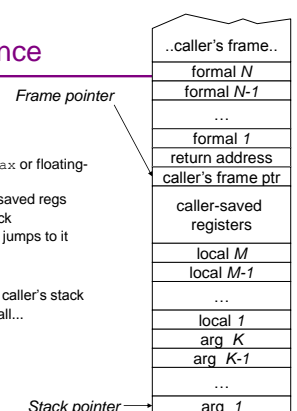 nce
ax or floating-
saved regs
ck
jumps to it
caller's stack
all...
Frame pointer
Stack pointer
..caller's frame..
formal N
formal N-1
…
formal 1
return address
caller's frame ptr
caller-saved
registers
local M
local M-1
…
local 1
arg K
arg K-1
…
arg 1